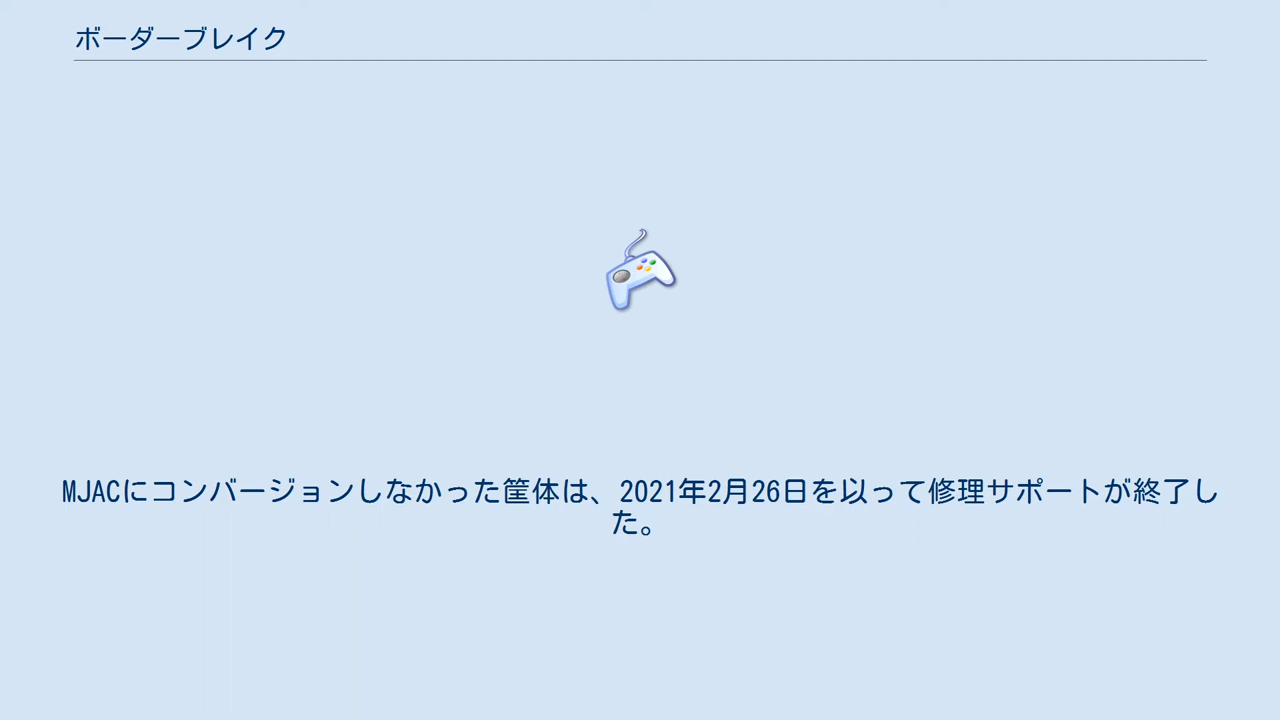 ボーダーブレイク
MJACにコンバージョンしなかった筐体は、2021年2月26日を以って修理サポートが終了し
た。